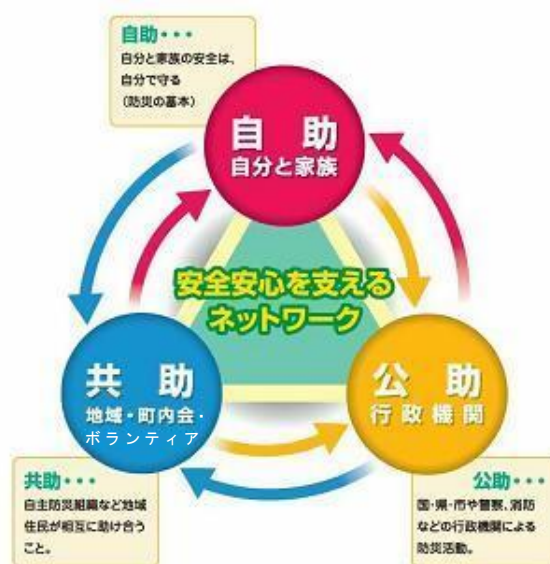 自助・・・
自分と家族の安全は、
自分で守る
(防災の基本)
自 助
自分と家族
安全安心を支える
ネットワーク
共 助
地域・町内会・
ボランティア
公 助
行政機関
共助・・・
自主防災組織など地域
住民が相互に助け合う
こと。
公助・・・
国・県・市や警察、消防
などの行政機関による
防災活動。